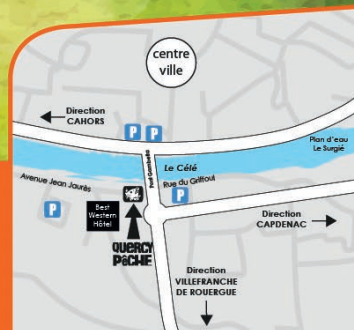 centre
ville
Direction
CAHORS
P P
Plan d'eau
Le Surgié
Pont Gambetta
Le Célé
Avenue Jean Jaurès
Rue du Griffoul
P
P
Best
Western
Hôtel
QUERCY
PÊCHE
Direction
CAPDENAC
Direction
VILLEFRANCHE
DE ROUERGUE